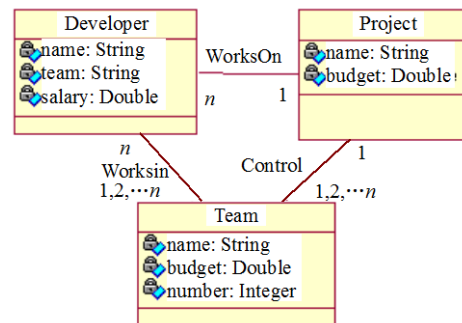 Developer
name: String
team: String
salary: Double
WorksOn
n
1
Project
name: String
budget: Double
n
Worksin
1,2,…n
Control
1
1,2,…n
Team
name: String
budget: Double
number: Integer